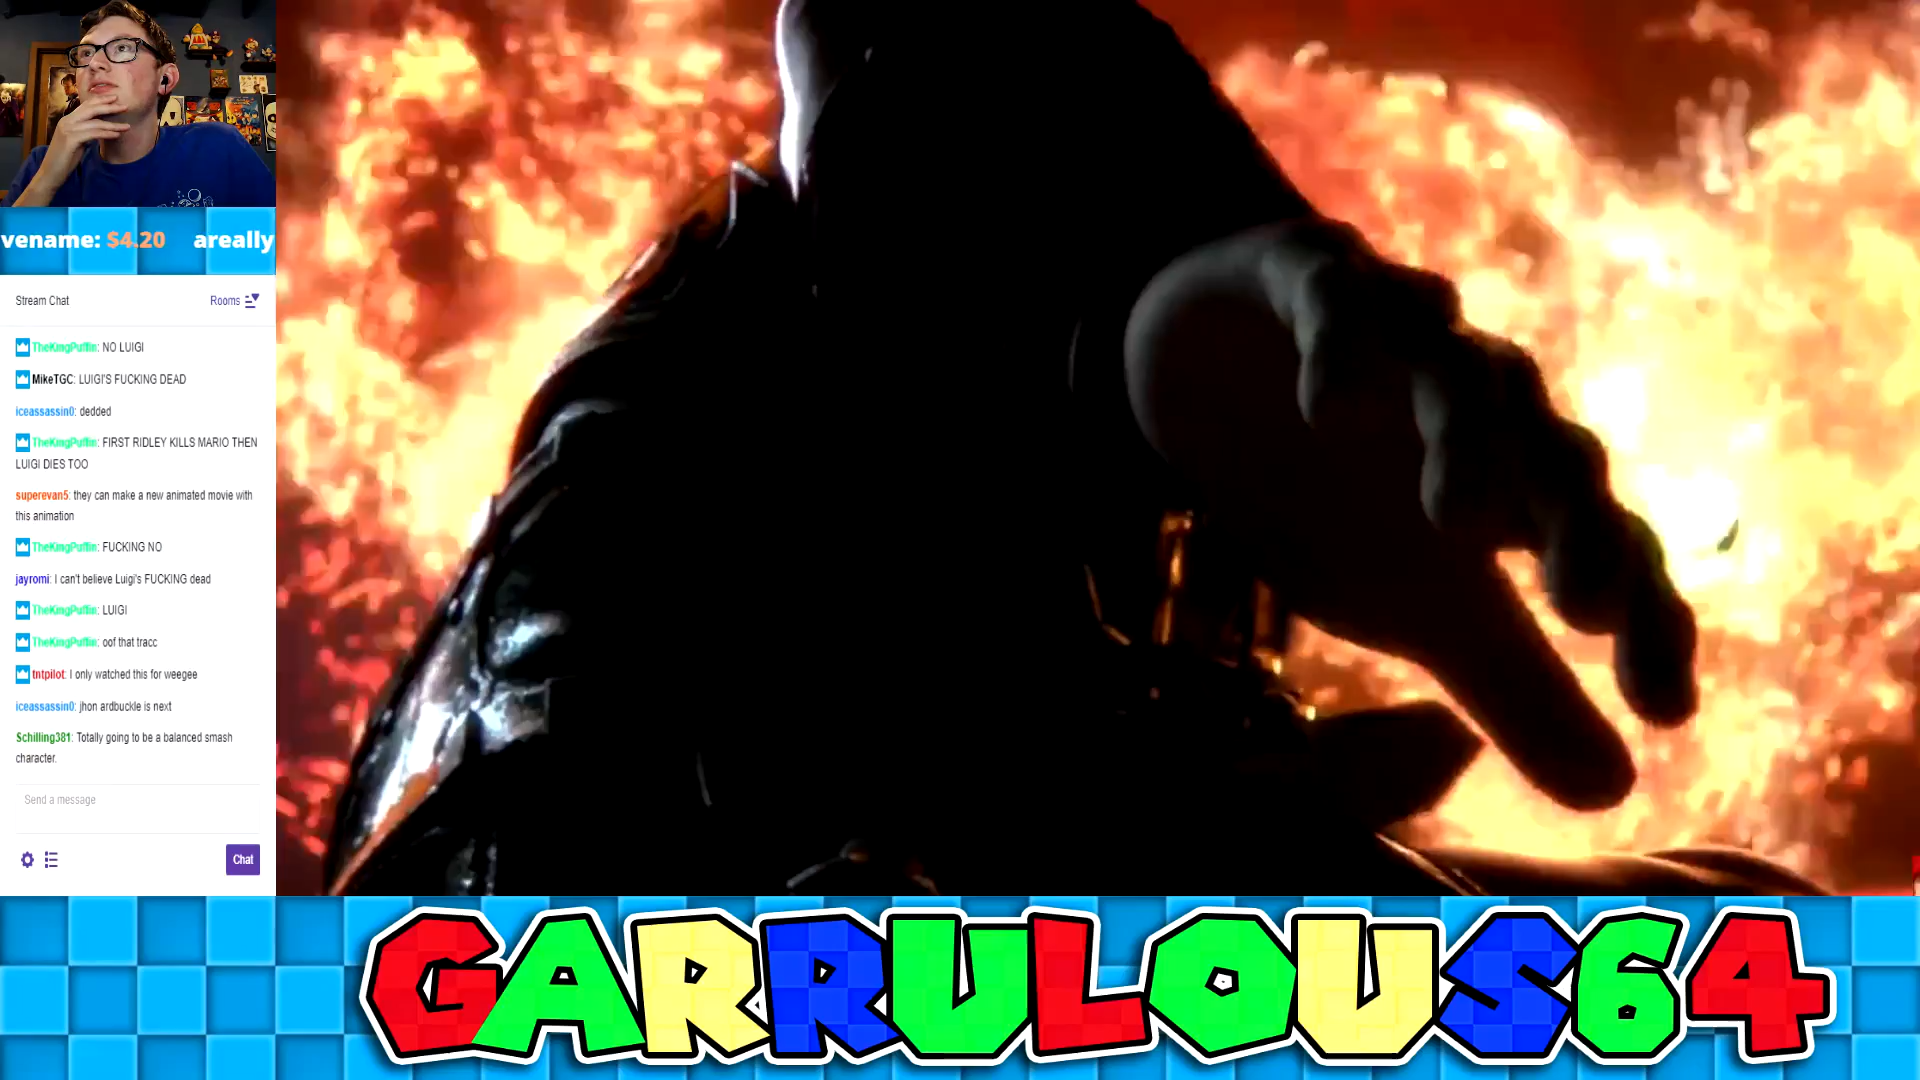 vename: $4.20 areally
Stream Chat
Rooms
TheKingPuffin: NO LUIGI
MikeTGC: LUIGI'S FUCKING DEAD
iceassassin0: dedded
TheKingPuffin: FIRST RIDLEY KILLS MARIO THEN
LUIGI DIES TOO
superevan5: they can make a new animated movie with
this animation
TheKingPuffin: FUCKING NO
jayromi: I can't believe Luigi's FUCKING dead
TheKingPuffin: LUIGI
TheKingPuffin: oof that tracc
tntpilot: I only watched this for weegee
iceassassin0: jhon ardbuckle is next
Schilling381: Totally going to be a balanced smash
character.
Send a message
Chat
GARRULOUS64